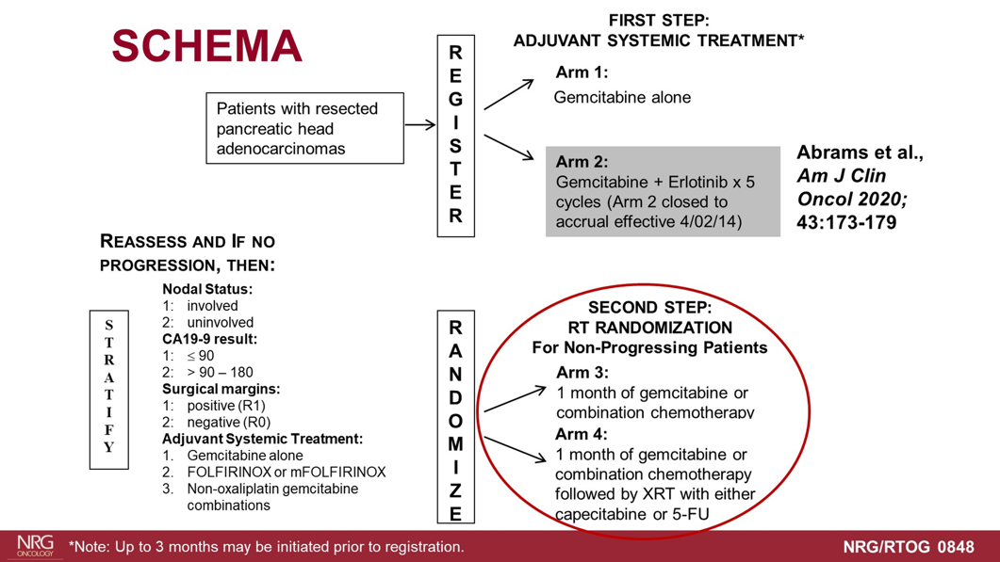 SCHEMA
Patients with resected
pancreatic head
adenocarcinomas
R
E
G
I
S
T
E
R
FIRST STEP:
ADJUVANT SYSTEMIC TREATMENT*
Arm 1:
Gemcitabine alone
Arm 2:
Gemcitabine + Erlotinib x 5
cycles (Arm 2 closed to
accrual effective 4/02/14)
Abrams et al.,
Am J Clin
Oncol 2020;
43:173-179
REASSESS AND IF NO
PROGRESSION, THEN:
S
T
R
A
T
I
F
Y
Nodal Status:
1: involved
2: uninvolved
CA19-9 result:
1: ≤ 90
2: > 90 – 180
Surgical margins:
1: positive (R1)
2: negative (R0)
Adjuvant Systemic Treatment:
1. Gemcitabine alone
2. FOLFIRINOX or mFOLFIRINOX
3. Non-oxaliplatin gemcitabine
combinations
R
A
N
D
O
M
I
Z
E
SECOND STEP:
RT RANDOMIZATION
For Non-Progressing Patients
Arm 3:
1 month of gemcitabine or
combination chemotherapy
Arm 4:
1 month of gemcitabine or
combination chemotherapy
followed by XRT with either
capecitabine or 5-FU
NRG
ONCOLOGY
*Note: Up to 3 months may be initiated prior to registration.
NRG/RTOG 0848